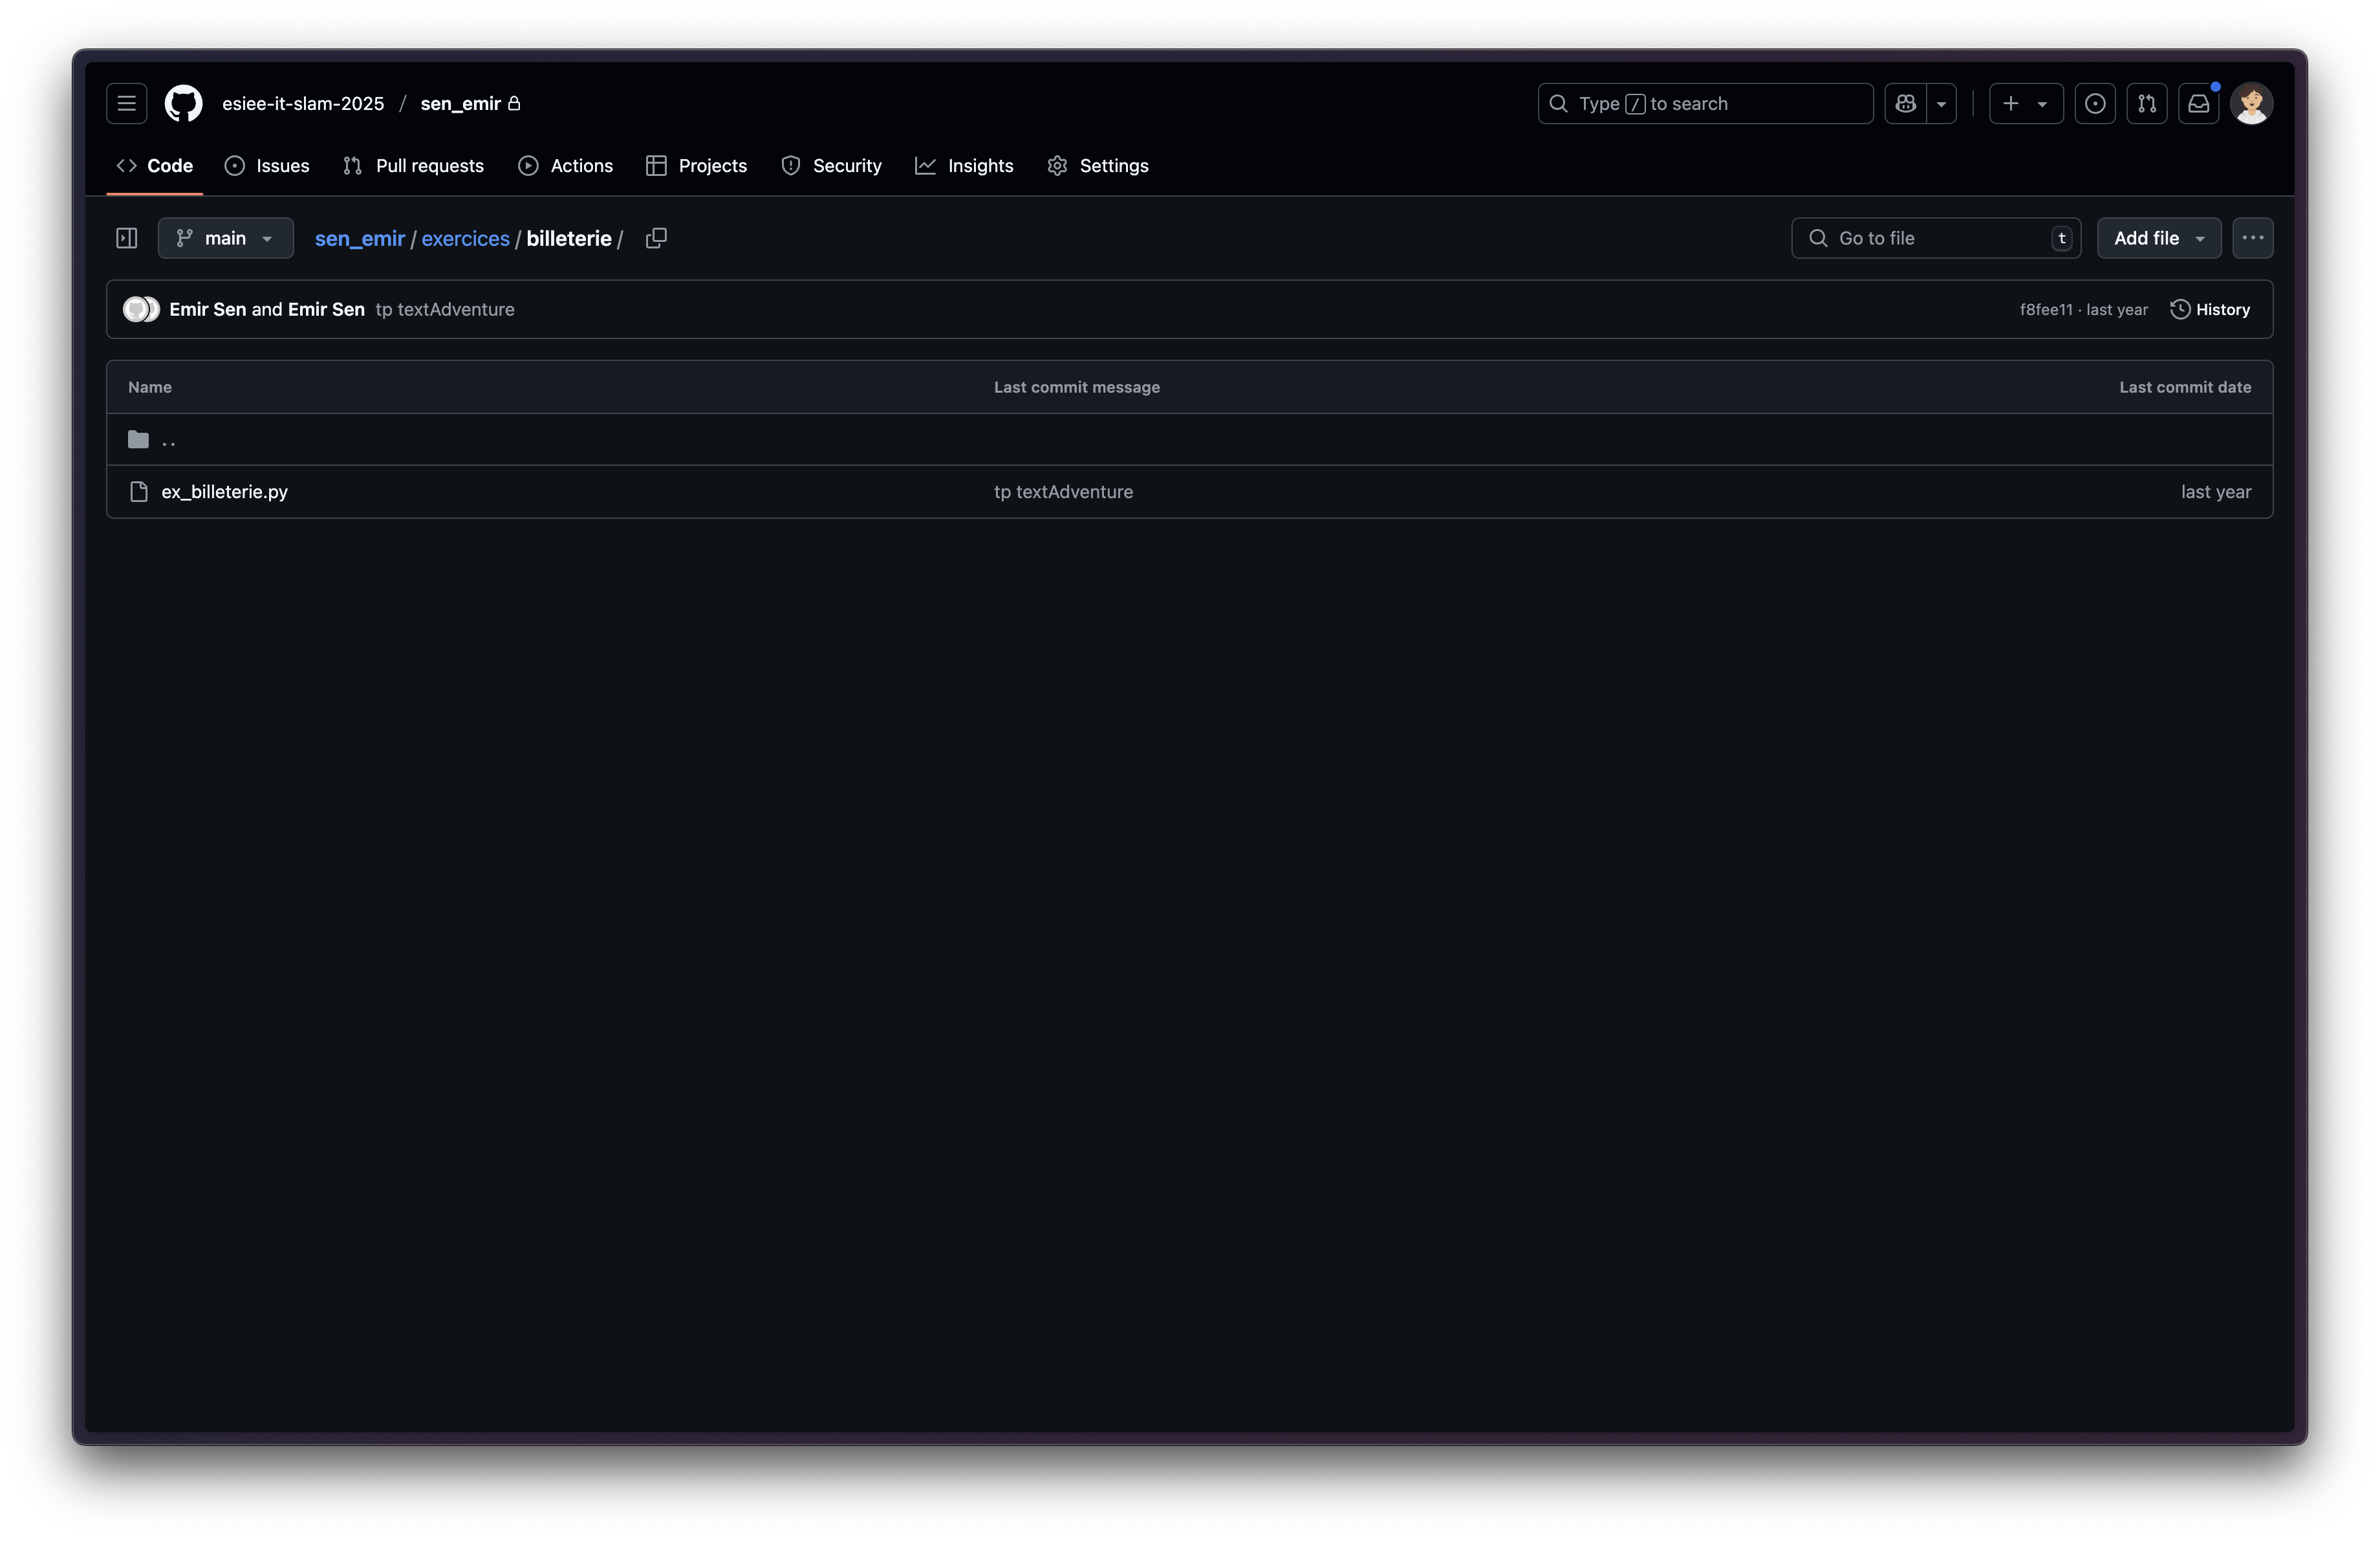 esiee-it-slam-2025 / sen_emir Type / to search
Code Issues Pull requests Actions Projects Security Insights Settings
main sen_emir / exercices / billeterie / Go to file t Add file
Emir Sen and Emir Sen tp textAdventure f8fee11 · last year History
Name Last commit message Last commit date
..
ex_billeterie.py tp textAdventure last year